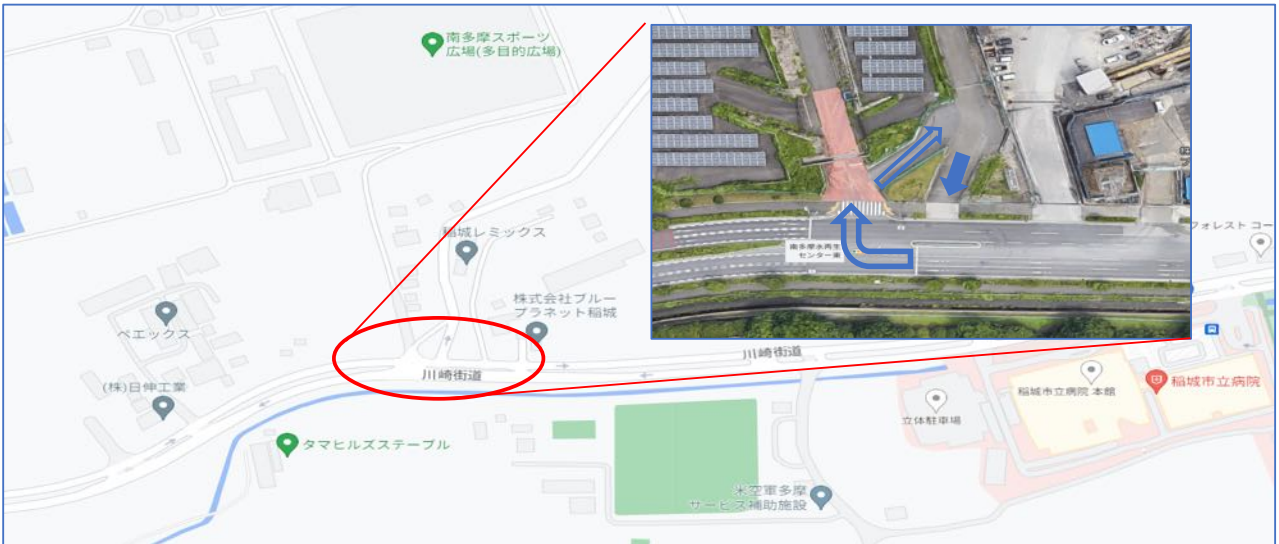 南多摩スポーツ
広場(多目的広場)
南多摩水再生
センター東
フォレスト コー
稲城レミックス
株式会社ブルー
プラネット稲城
ベエックス
川崎街道
川崎街道
(株)日伸工業
稲城市立病院 本館
稲城市立病院
立体駐車場
タマヒルズステーブル
米空軍多摩
サービス補助施設